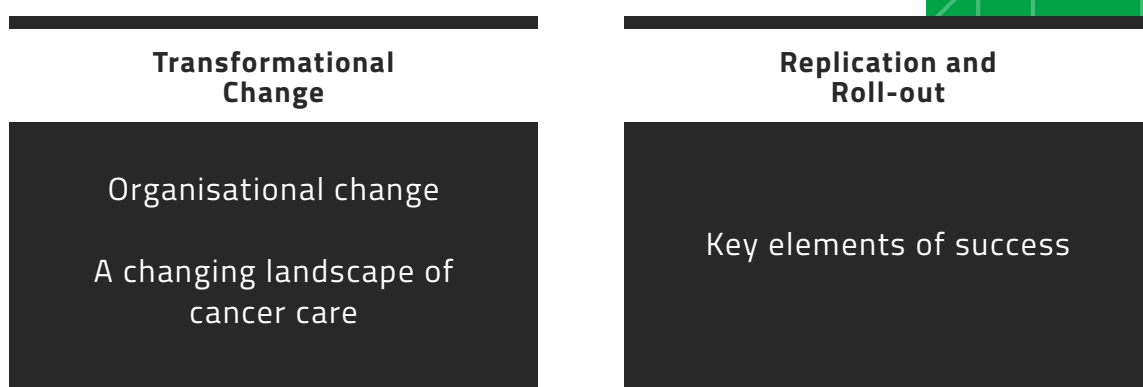 Transformational
Change
Organisational change
A changing landscape of
cancer care
Replication and
Roll-out
Key elements of success